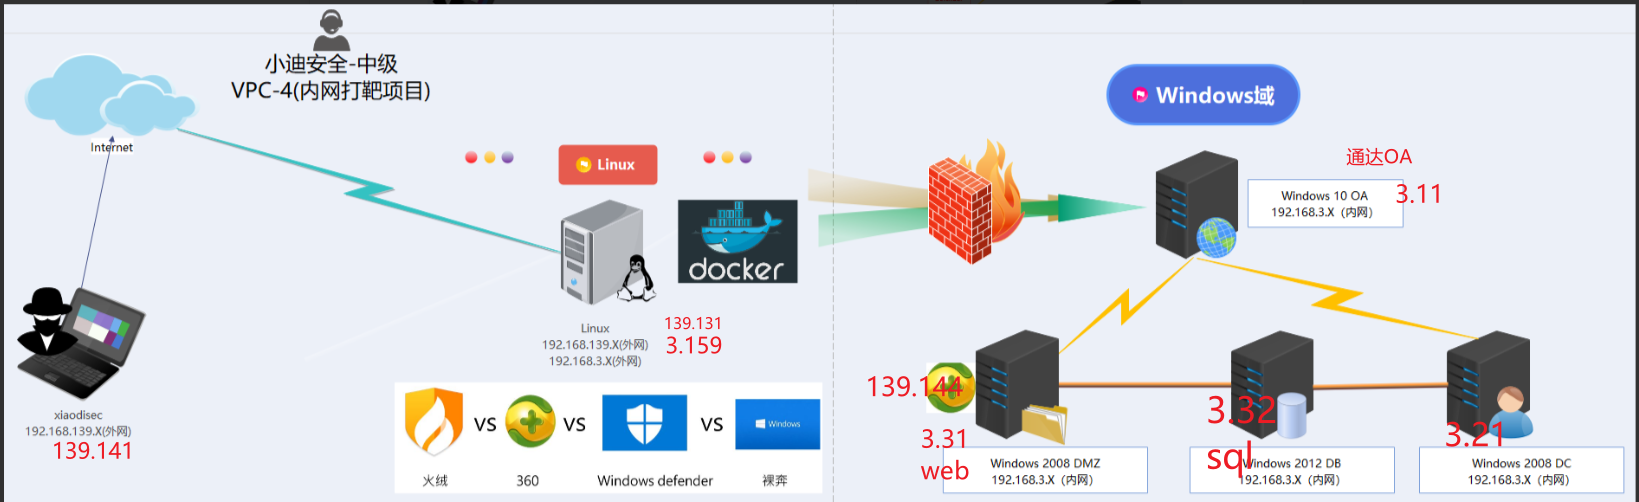 小迪安全-中级
VPC-4(内网打靶项目)
Internet
Linux
docker
Windows域
通达OA
Windows 10 OA
192.168.3.X（内网）
3.11
Linux
192.168.139.X(外网)
192.168.3.X(外网)
139.131
3.159
xiaodisec
192.168.139.X(外网)
139.141
VS
VS
VS
Windows
火绒
360
Windows defender
裸奔
139.144
3.31
web
Windows 2008 DMZ
192.168.3.X（内网）
3.32
sql
Windows 2012 DB
192.168.3.X（内网）
3.21
Windows 2008 DC
192.168.3.X（内网）